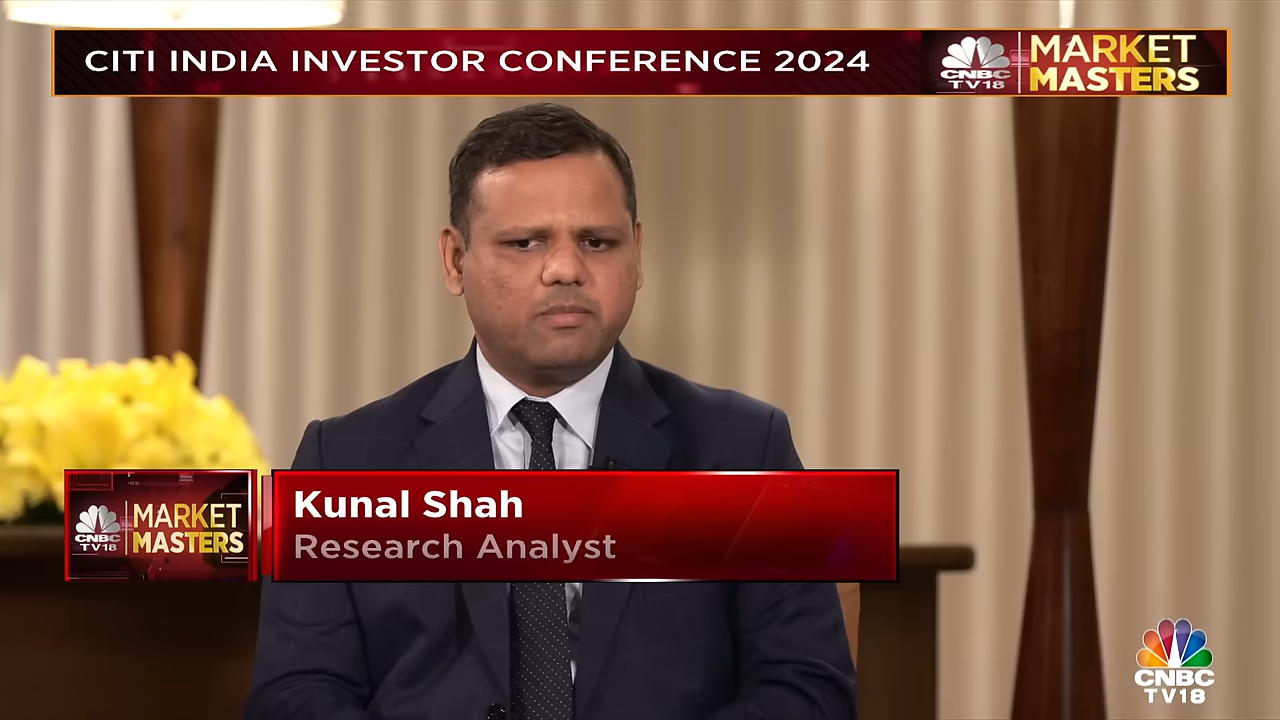 CITI INDIA INVESTOR CONFERENCE 2024
CNBC
TV18
MARKET
MASTERS
Kunal Shah
Research Analyst
CNBC
TV18
MARKET
MASTERS
CNBC
TV18